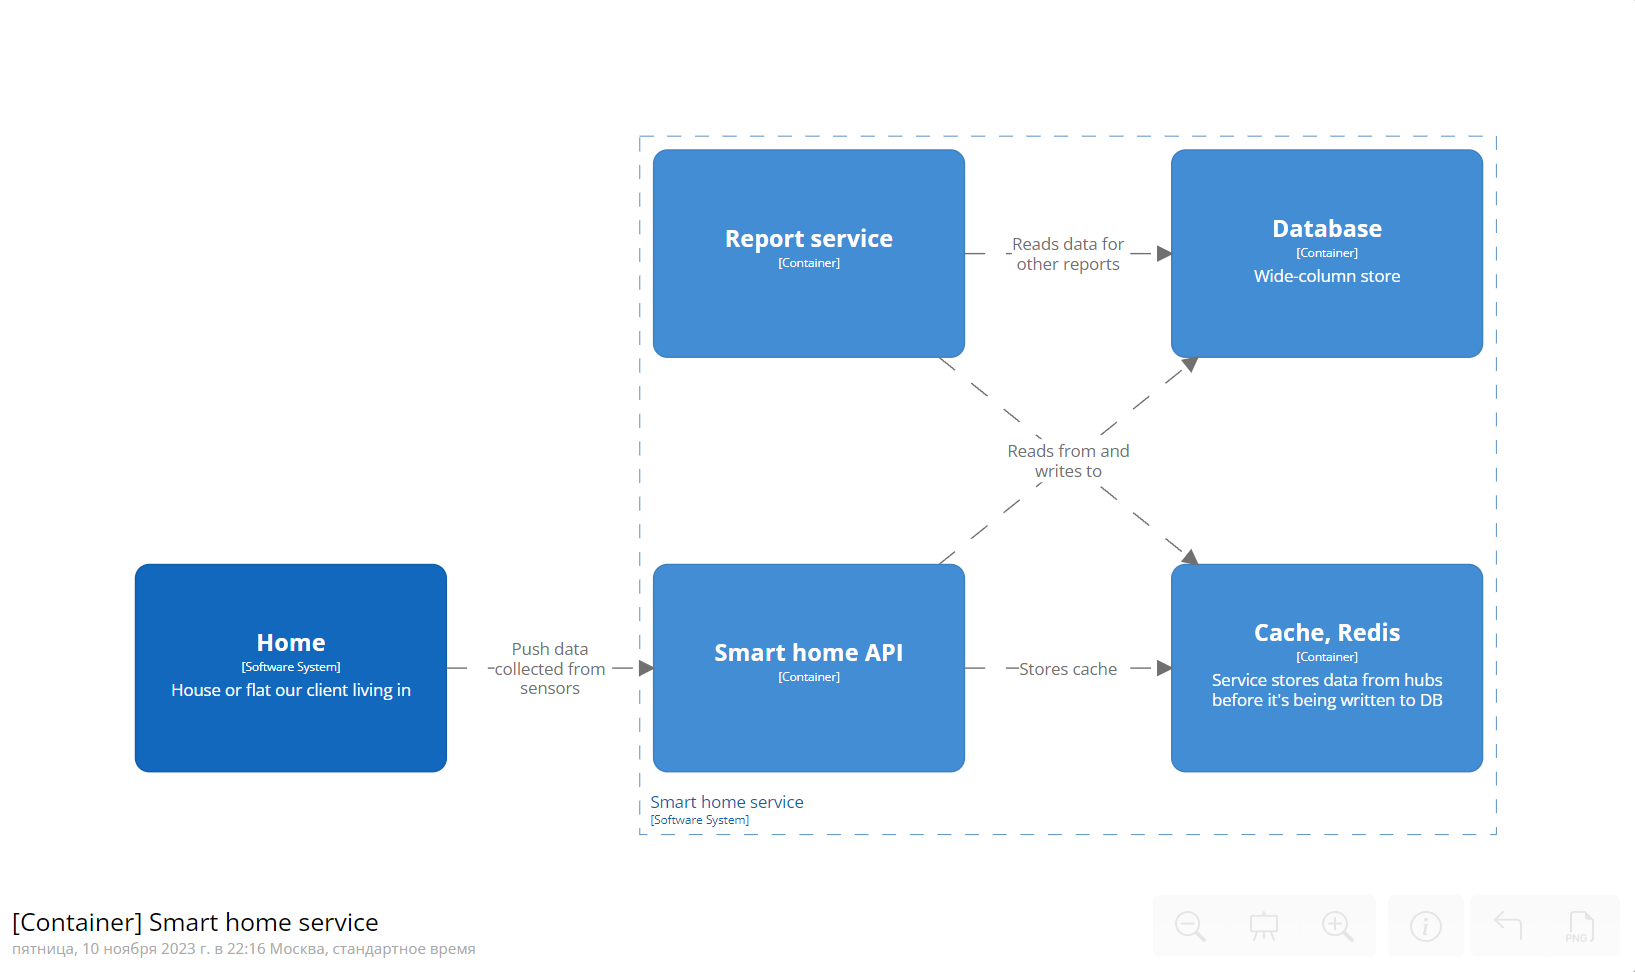 Report service
[Container]
Reads data for
other reports
Database
[Container]
Wide-column store
Reads from and
writes to
Home
[Software System]
House or flat our client living in
Push data
collected from
sensors
Smart home API
[Container]
Stores cache
Cache, Redis
[Container]
Service stores data from hubs
before it's being written to DB
Smart home service
[Software System]
[Container] Smart home service
пятница, 10 ноября 2023 г. в 22:16 Москва, стандартное время
PNG